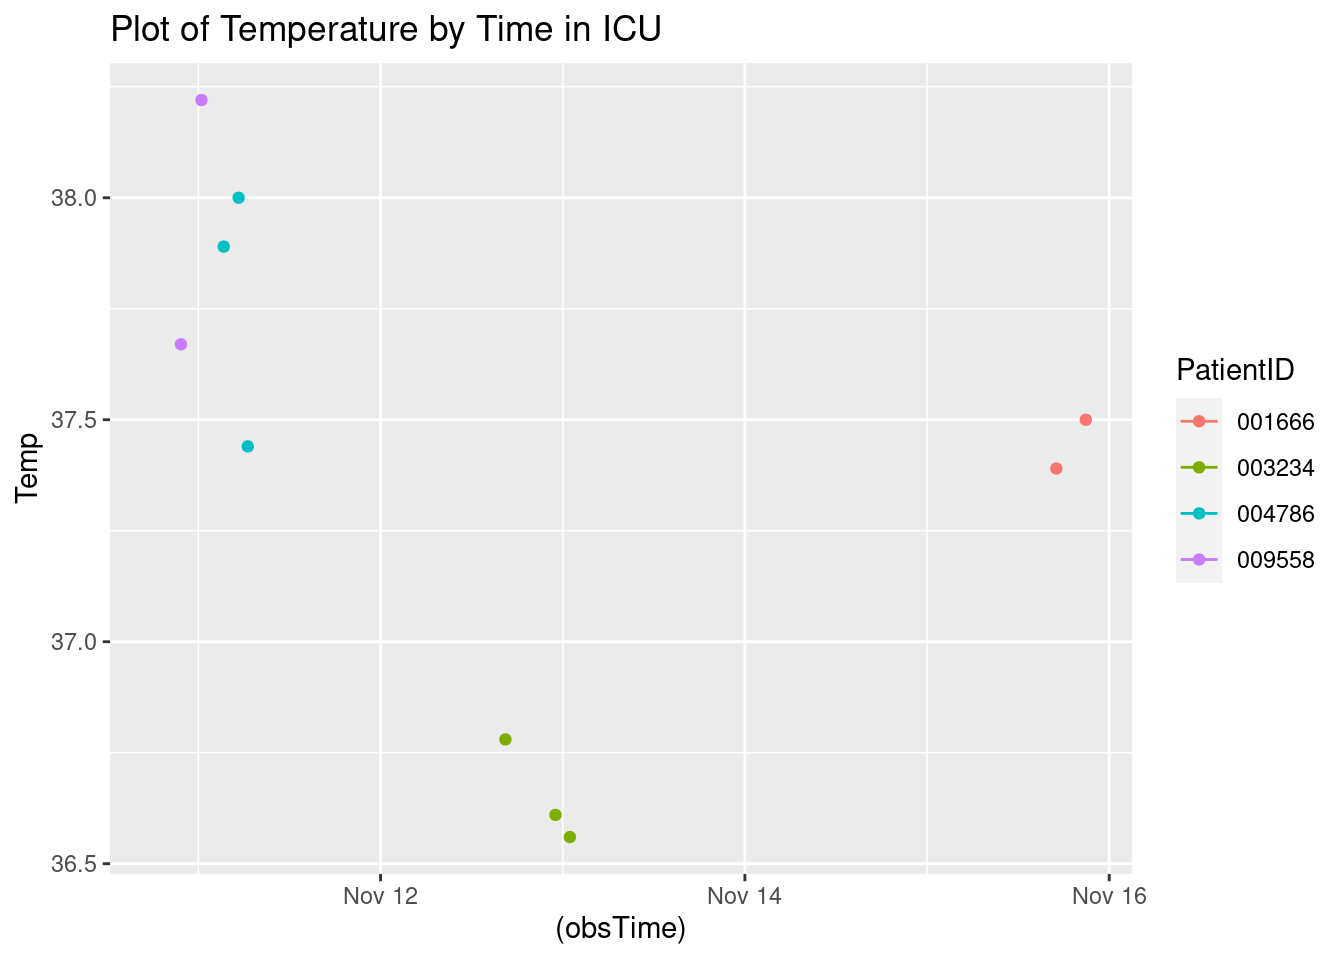 Plot of Temperature by Time in ICU
38.0
37.5
37.0
36.5
Temp
Nov 12
Nov 14
Nov 16
(obsTime)
PatientID
001666
003234
004786
009558